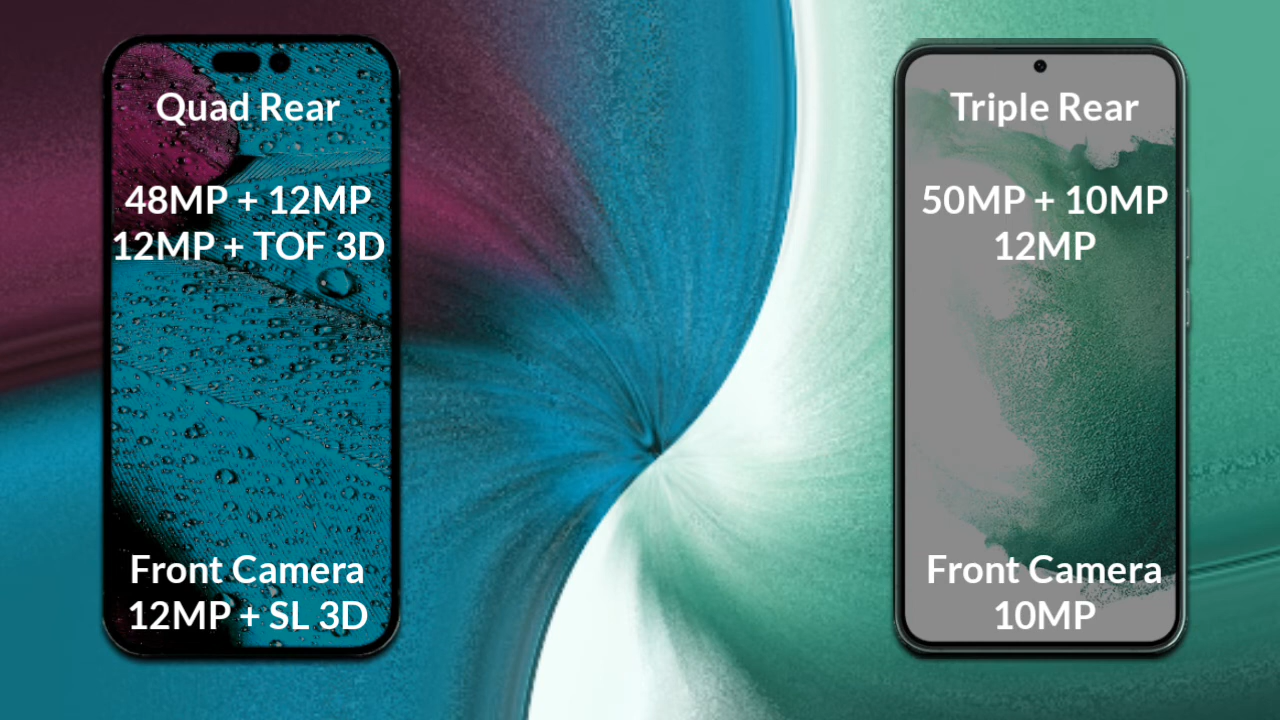 Quad Rear
48MP + 12MP
12MP + TOF 3D
Front Camera
12MP + SL 3D
Triple Rear
50MP + 10MP
12MP
Front Camera
10MP